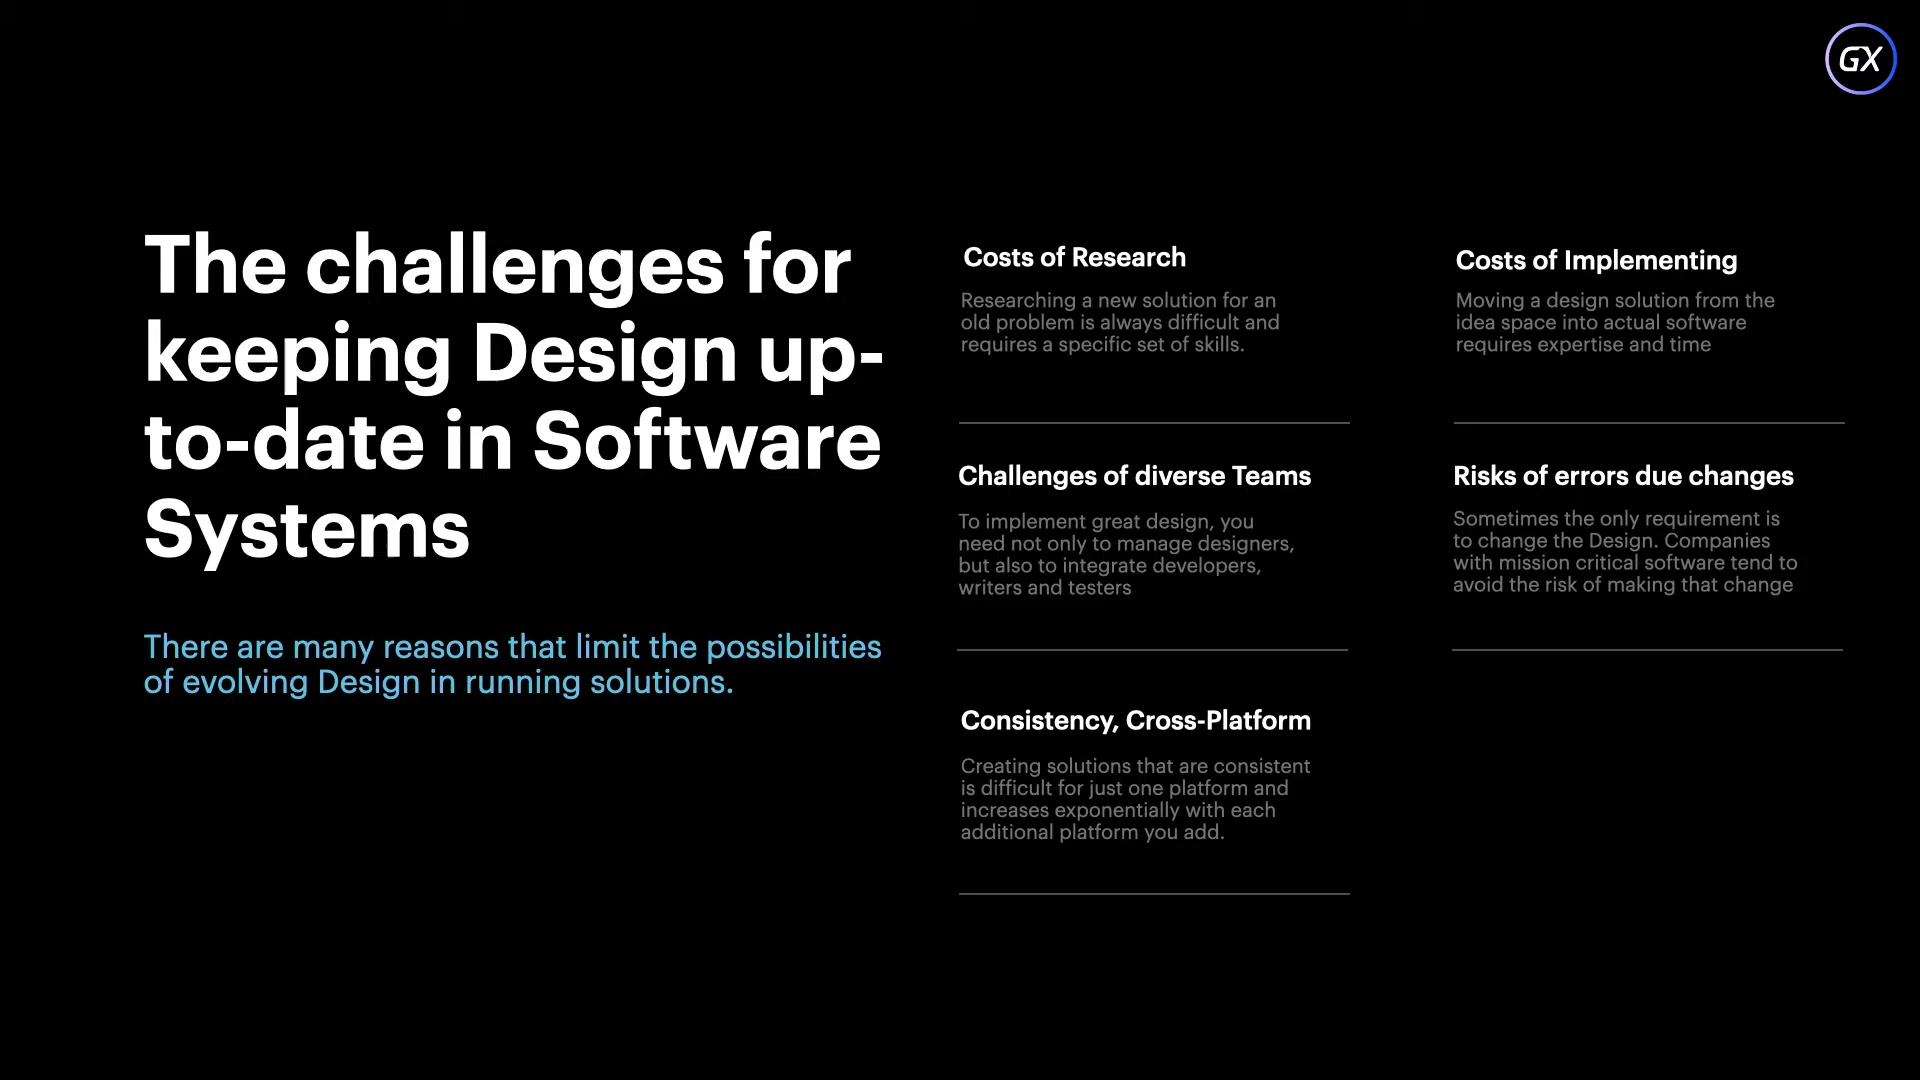 GX
The challenges for
keeping Design up-
to-date in Software
Systems
There are many reasons that limit the possibilities
of evolving Design in running solutions.
Costs of Research
Researching a new solution for an
old problem is always difficult and
requires a specific set of skills.
Costs of Implementing
Moving a design solution from the
idea space into actual software
requires expertise and time
Challenges of diverse Teams
To implement great design, you
need not only to manage designers,
but also to integrate developers,
writers and testers
Risks of errors due changes
Sometimes the only requirement is
to change the Design. Companies
with mission critical software tend to
avoid the risk of making that change
Consistency, Cross-Platform
Creating solutions that are consistent
is difficult for just one platform and
increases exponentially with each
additional platform you add.